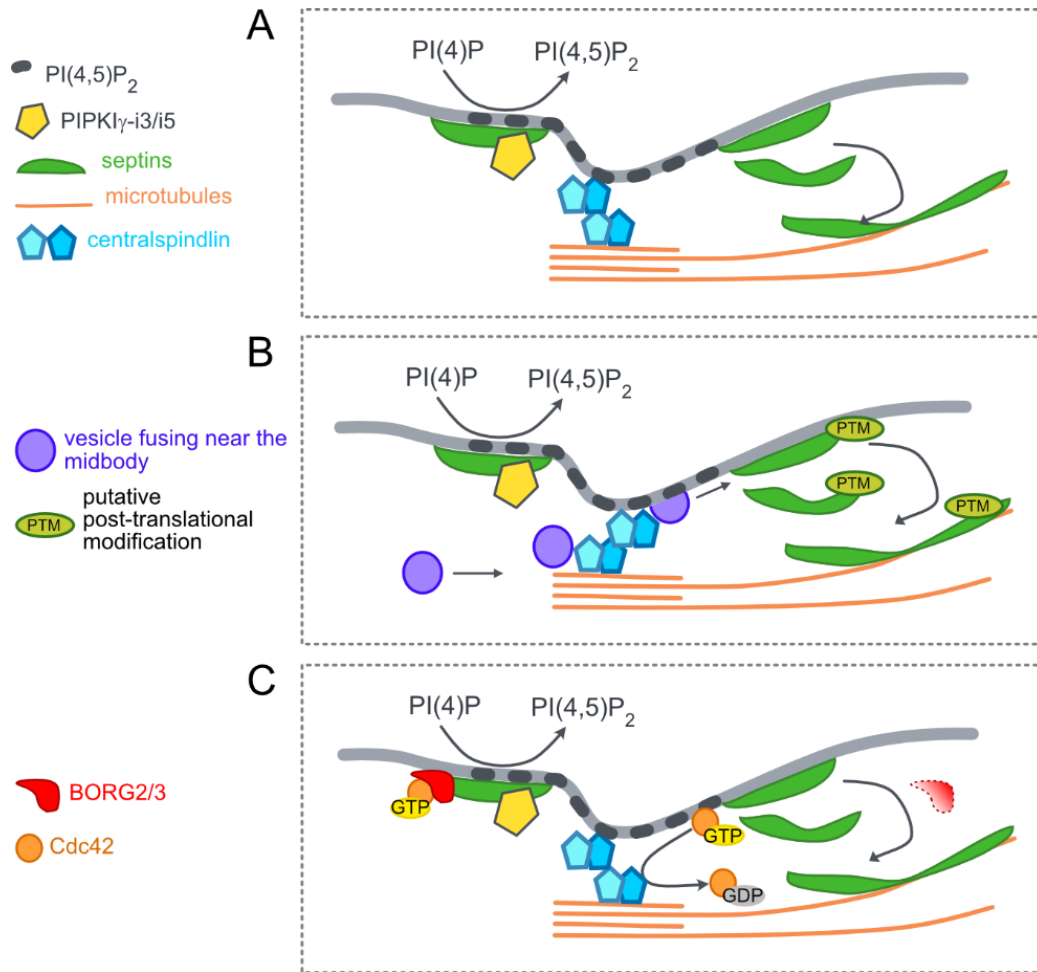 A
PI(4)P PI(4,5)P2
PI(4,5)P2
PIPKIγ-i3/i5
septins
microtubules
centralspindlin
B
PI(4)P PI(4,5)P2
PTM
PTM
PTM
vesicle fusing near the
midbody
putative
PTM post-translational
modification
C
PI(4)P PI(4,5)P2
GTP
GTP
GDP
BORG2/3
Cdc42